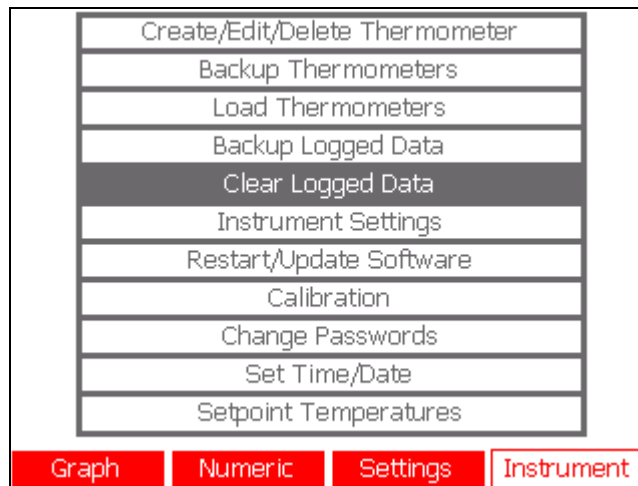 Create/Edit/Delete Thermometer
Backup Thermometers
Load Thermometers
Backup Logged Data
Clear Logged Data
Instrument Settings
Restart/Update Software
Calibration
Change Passwords
Set Time/Date
Setpoint Temperatures
Graph Numeric Settings Instrument